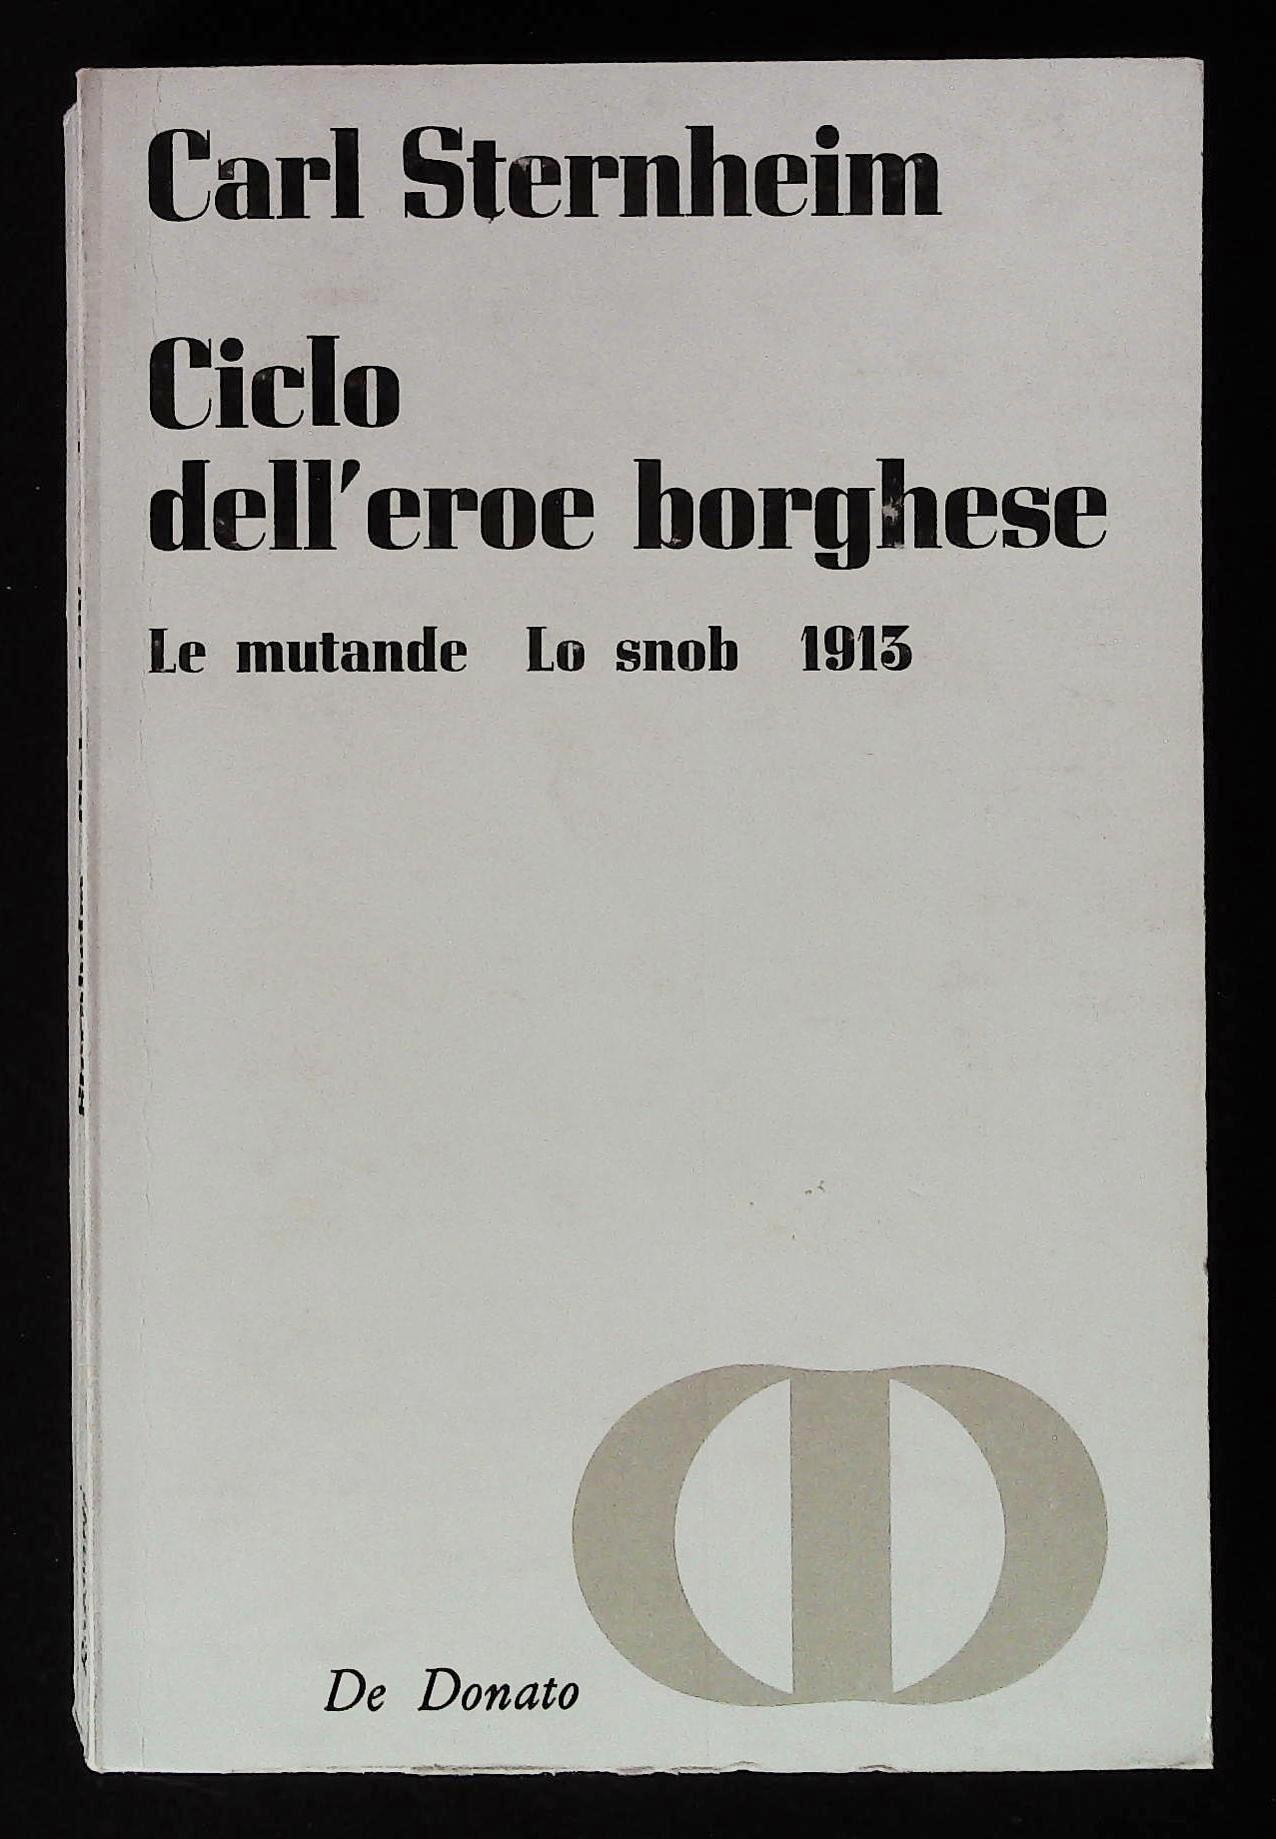 Carl Sternheim
Ciclo
dell'eroe borghese
Le mutande Lo snob 1913
De Donato